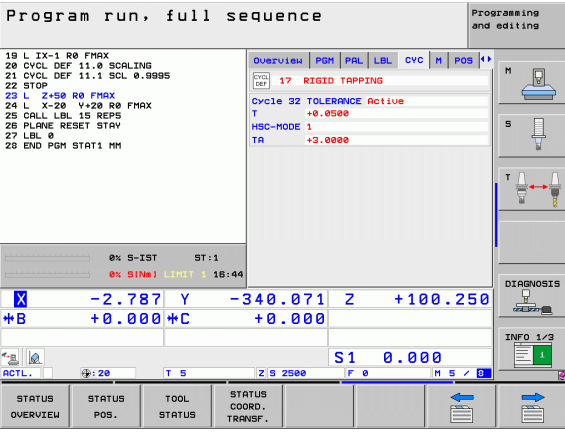 Program run, full sequence
Programming
and editing
19 L IX-1 R0 FMAX
20 CYCL DEF 11.0 SCALING
21 CYCL DEF 11.1 SCL 0.9995
22 STOP
23 L Z+50 R0 FMAX
24 L X-20 Y+20 R0 FMAX
25 CALL LBL 15 REP5
26 PLANE RESET STAY
27 LBL 0
28 END PGM STAT1 MM
Overview PGM PAL LBL CYC M POS
CYCL DEF 17 RIGID TAPPING
Cycle 32 TOLERANCE Active
T +0.0500
HSC-MODE 1
TA +3.0000
0% S-IST ST:1
0% S[Nm] LIMIT 1 16:44
X -2.787 Y -340.071 Z +100.250
B +0.000 C +0.000
S1 0.000
ACTL. :20 T 5 Z S 2500 F 0 M 5 / 8
M
S
T
DIAGNOSIS
INFO 1/3
1
STATUS
OVERVIEW
STATUS
POS.
TOOL
STATUS
STATUS
COORD.
TRANSF.